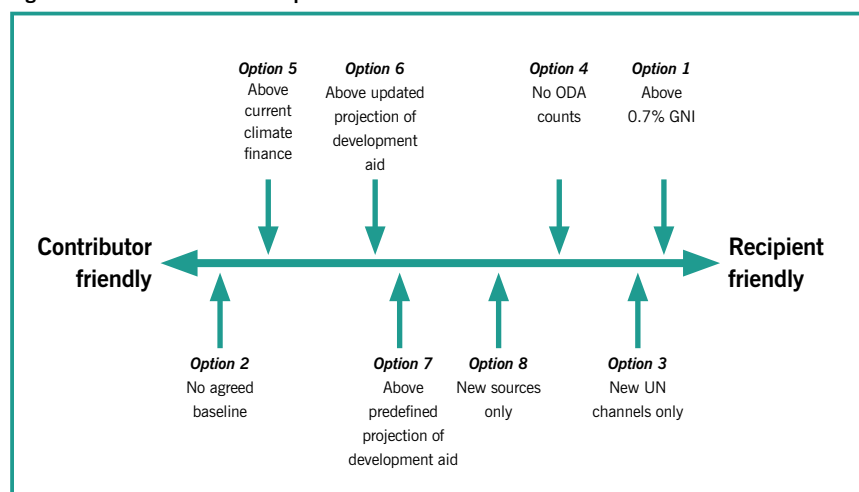 Option 5
Above
current
climate
finance
Option 6
Above updated
projection of
development
aid
Option 4
No ODA
counts
Option 1
Above
0.7% GNI
Contributor
friendly
Recipient
friendly
Option 2
No agreed
baseline
Option 7
Above
predefined
projection of
development aid
Option 8
New sources
only
Option 3
New UN
channels only